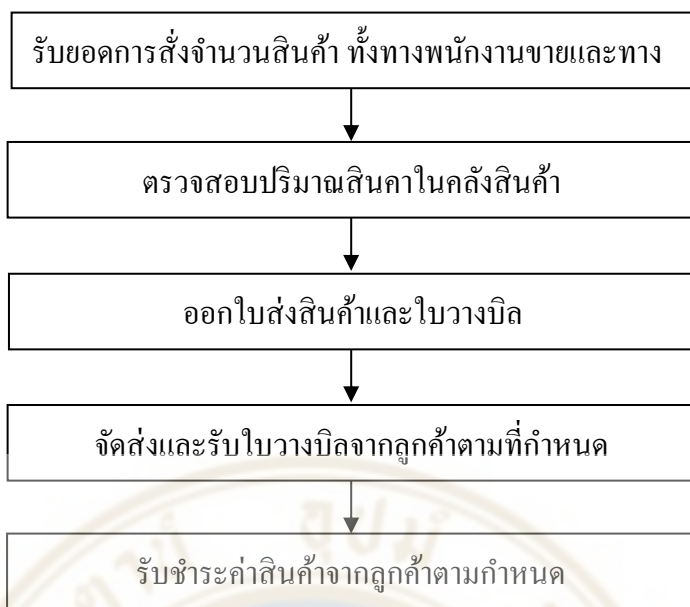 รับยอดการสั่งจำนวนสินค้า ทั้งทางพนักงานขายและทาง
ตรวจสอบปริมาณสินคาในคลังสินค้า
ออกใบส่งสินค้าและใบวางบิล
จัดส่งและรับใบวางบิลจากลูกค้าตามที่กำหนด
รับชำระค่าสินค้าจากลูกค้าตามกำหนด